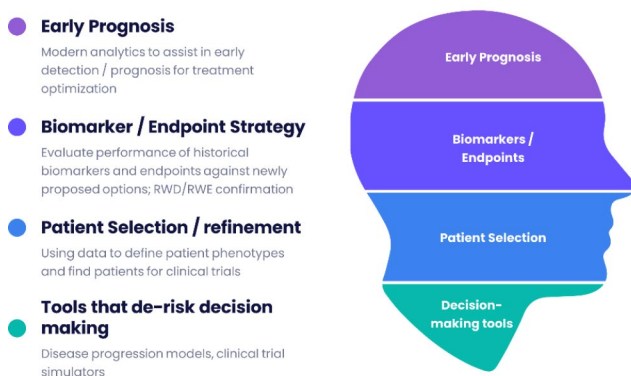 Early Prognosis
Modern analytics to assist in early
detection / prognosis for treatment
optimization
Biomarker / Endpoint Strategy
Evaluate performance of historical
biomarkers and endpoints against newly
proposed options; RWD/RWE confirmation
Patient Selection / refinement
Using data to define patient phenotypes
and find patients for clinical trials
Tools that de-risk decision
making
Disease progression models, clinical trial
simulators
Early Prognosis
Biomarkers /
Endpoints
Patient Selection
Decision-
making tools